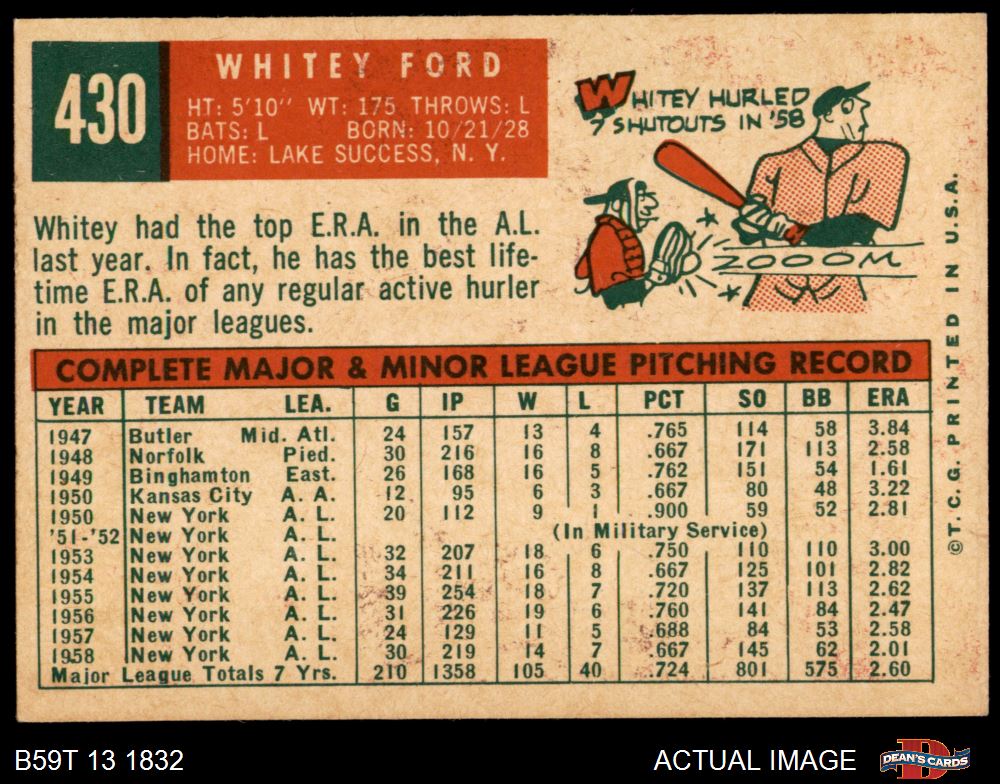 430
WHITEY FORD
HT: 5'10" WT: 175 THROWS: L
BATS: L BORN: 10/21/28
HOME: LAKE SUCCESS, N. Y.
WHITEY HURLED
7 SHUTOUTS IN '58
ZOOOM
Whitey had the top E.R.A. in the A.L.
last year. In fact, he has the best life-
time E.R.A. of any regular active hurler
in the major leagues.
COMPLETE MAJOR & MINOR LEAGUE PITCHING RECORD
YEAR TEAM LEA. G IP W L PCT SO BB ERA
1947 Butler Mid. Atl. 24 157 13 4 .765 114 58 3.84
1948 Norfolk Pied. 30 216 16 8 .667 171 113 2.58
1949 Binghamton East. 26 168 16 5 .762 151 54 1.61
1950 Kansas City A. A. 12 95 6 3 .667 80 48 3.22
1950 New York A. L. 20 112 9 1 .900 59 52 2.81
'51-'52 New York A. L. (In Military Service)
1953 New York A. L. 32 207 18 6 .750 110 110 3.00
1954 New York A. L. 34 211 16 8 .667 125 101 2.82
1955 New York A. L. 39 254 18 7 .720 137 113 2.62
1956 New York A. L. 31 226 19 6 .760 141 84 2.47
1957 New York A. L. 24 129 11 5 .688 84 53 2.58
1958 New York A. L. 30 219 14 7 .667 145 62 2.01
Major League Totals 7 Yrs. 210 1358 105 40 .724 801 575 2.60
©T. C. G. PRINTED IN U.S.A.
B59T 13 1832
ACTUAL IMAGE
D
DEAN'S CARDS